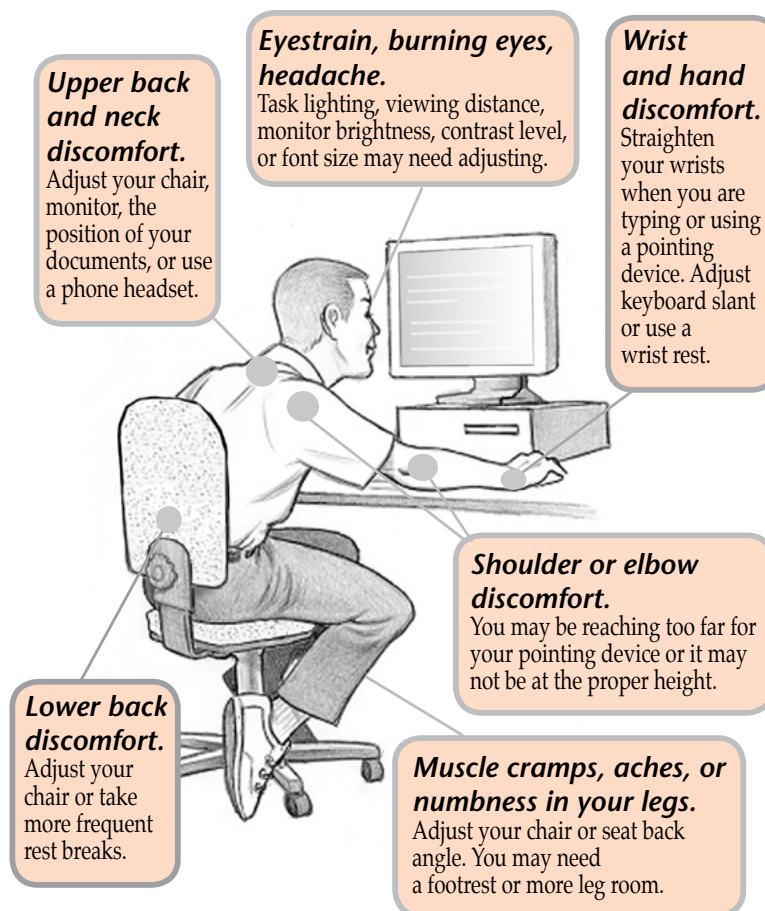 Upper back
and neck
discomfort.
Adjust your chair,
monitor, the
position of your
documents, or use
a phone headset.
Eyestrain, burning eyes,
headache.
Task lighting, viewing distance,
monitor brightness, contrast level,
or font size may need adjusting.
Wrist
and hand
discomfort.
Straighten
your wrists
when you are
typing or using
a pointing
device. Adjust
keyboard slant
or use a
wrist rest.
Shoulder or elbow
discomfort.
You may be reaching too far for
your pointing device or it may
not be at the proper height.
Lower back
discomfort.
Adjust your
chair or take
more frequent
rest breaks.
Muscle cramps, aches, or
numbness in your legs.
Adjust your chair or seat back
angle. You may need
a footrest or more leg room.